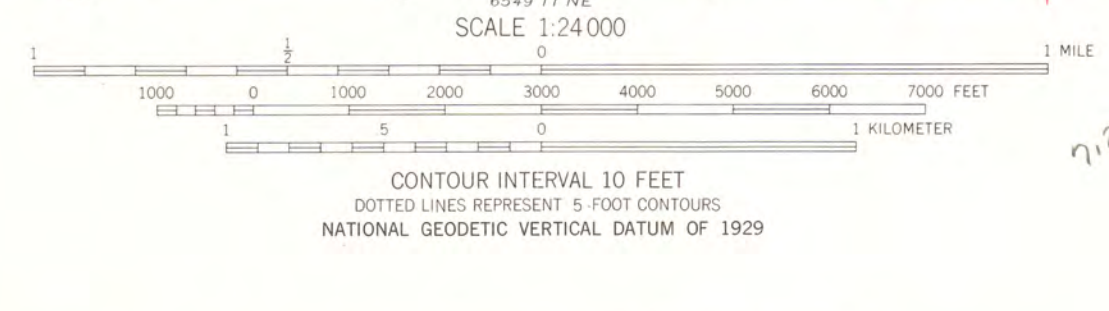 SCALE 1:24 000
1 ½ 0 1 MILE
1000 0 1000 2000 3000 4000 5000 6000 7000 FEET
1 .5 0 1 KILOMETER
CONTOUR INTERVAL 10 FEET
DOTTED LINES REPRESENT 5-FOOT CONTOURS
NATIONAL GEODETIC VERTICAL DATUM OF 1929